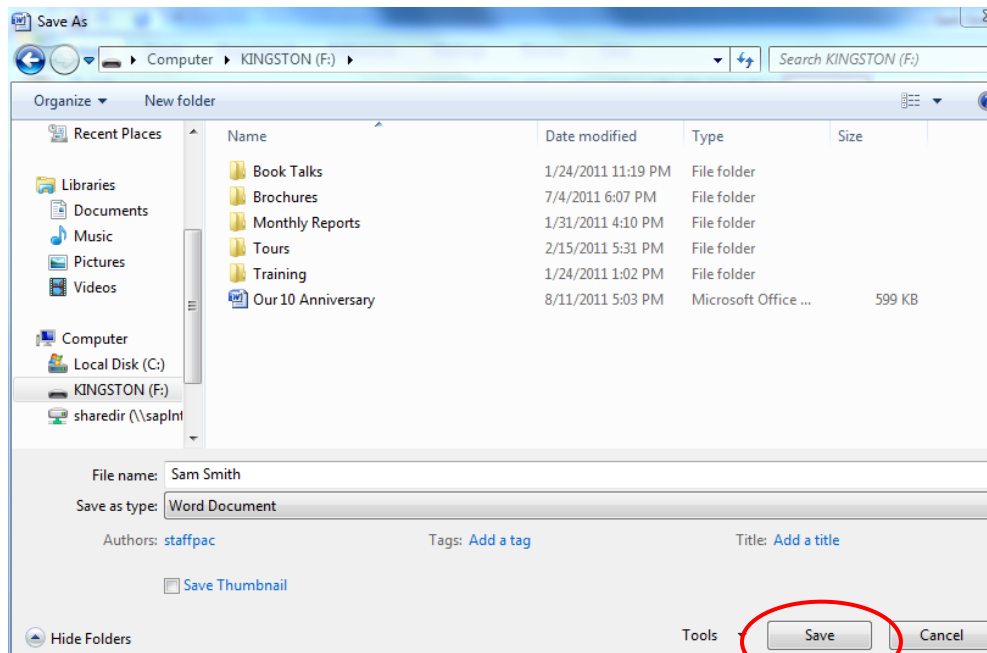 Save As
Computer KINGSTON (F:) Search KINGSTON (F:)
Organize New folder
Recent Places Name Date modified Type Size
Book Talks 1/24/2011 11:19 PM File folder
Libraries Brochures 7/4/2011 6:07 PM File folder
Documents Monthly Reports 1/31/2011 4:10 PM File folder
Music Tours 2/15/2011 5:31 PM File folder
Pictures Training 1/24/2011 1:02 PM File folder
Videos Our 10 Anniversary 8/11/2011 5:03 PM Microsoft Office ... 599 KB
Computer
Local Disk (C:)
KINGSTON (F:)
sharedir (\\sapInt
File name: Sam Smith
Save as type: Word Document
Authors: staffpac Tags: Add a tag Title: Add a title
Save Thumbnail
Hide Folders Tools Save Cancel